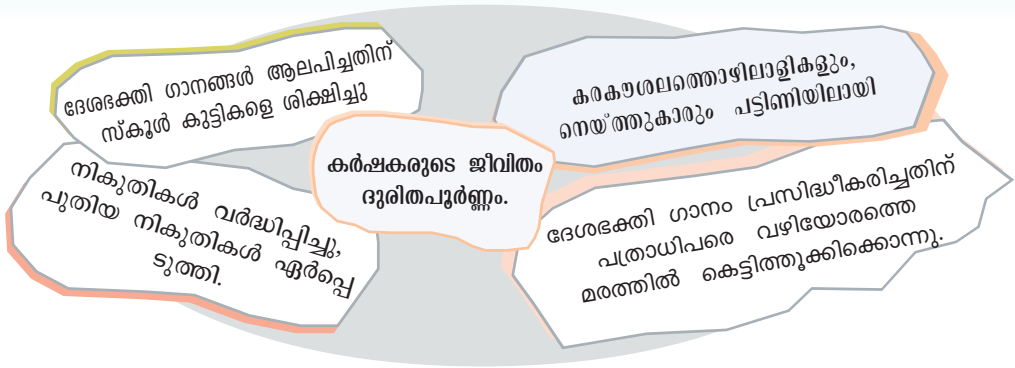 ദേശഭക്തി ഗാനങ്ങൾ ആലപിച്ചതിന്
സ്കൂൾ കുട്ടികളെ ശിക്ഷിച്ചു
കരകൗശലത്തൊഴിലാളികളും,
നെയ്ത്തുകാരും പട്ടിണിയിലായി
കർഷകരുടെ ജീവിതം
ദുരിതപൂർണ്ണം.
നികുതികൾ വർദ്ധിപ്പിച്ചു,
പുതിയ നികുതികൾ ഏർപ്പെ
ടുത്തി.
ദേശഭക്തി ഗാനം പ്രസിദ്ധീകരിച്ചതിന്
പത്രാധിപരെ വഴിയോരത്തെ
മരത്തിൽ കെട്ടിത്തൂക്കിക്കൊന്നു.